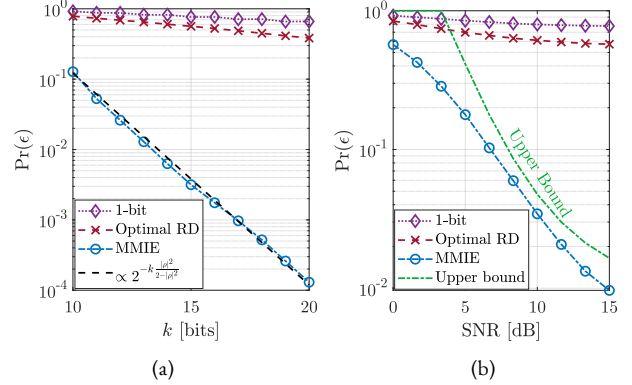 10^0
10^-1
10^-2
10^-3
10^-4
Pr(ϵ)
1-bit
Optimal RD
MMIE
∝ 2^{-k |ρ|^2 / (2-|ρ|^2)}
10 15 20
k [bits]
(a)
10^0
10^-1
10^-2
Pr(ϵ)
Upper Bound
1-bit
Optimal RD
MMIE
Upper bound
0 5 10 15
SNR [dB]
(b)